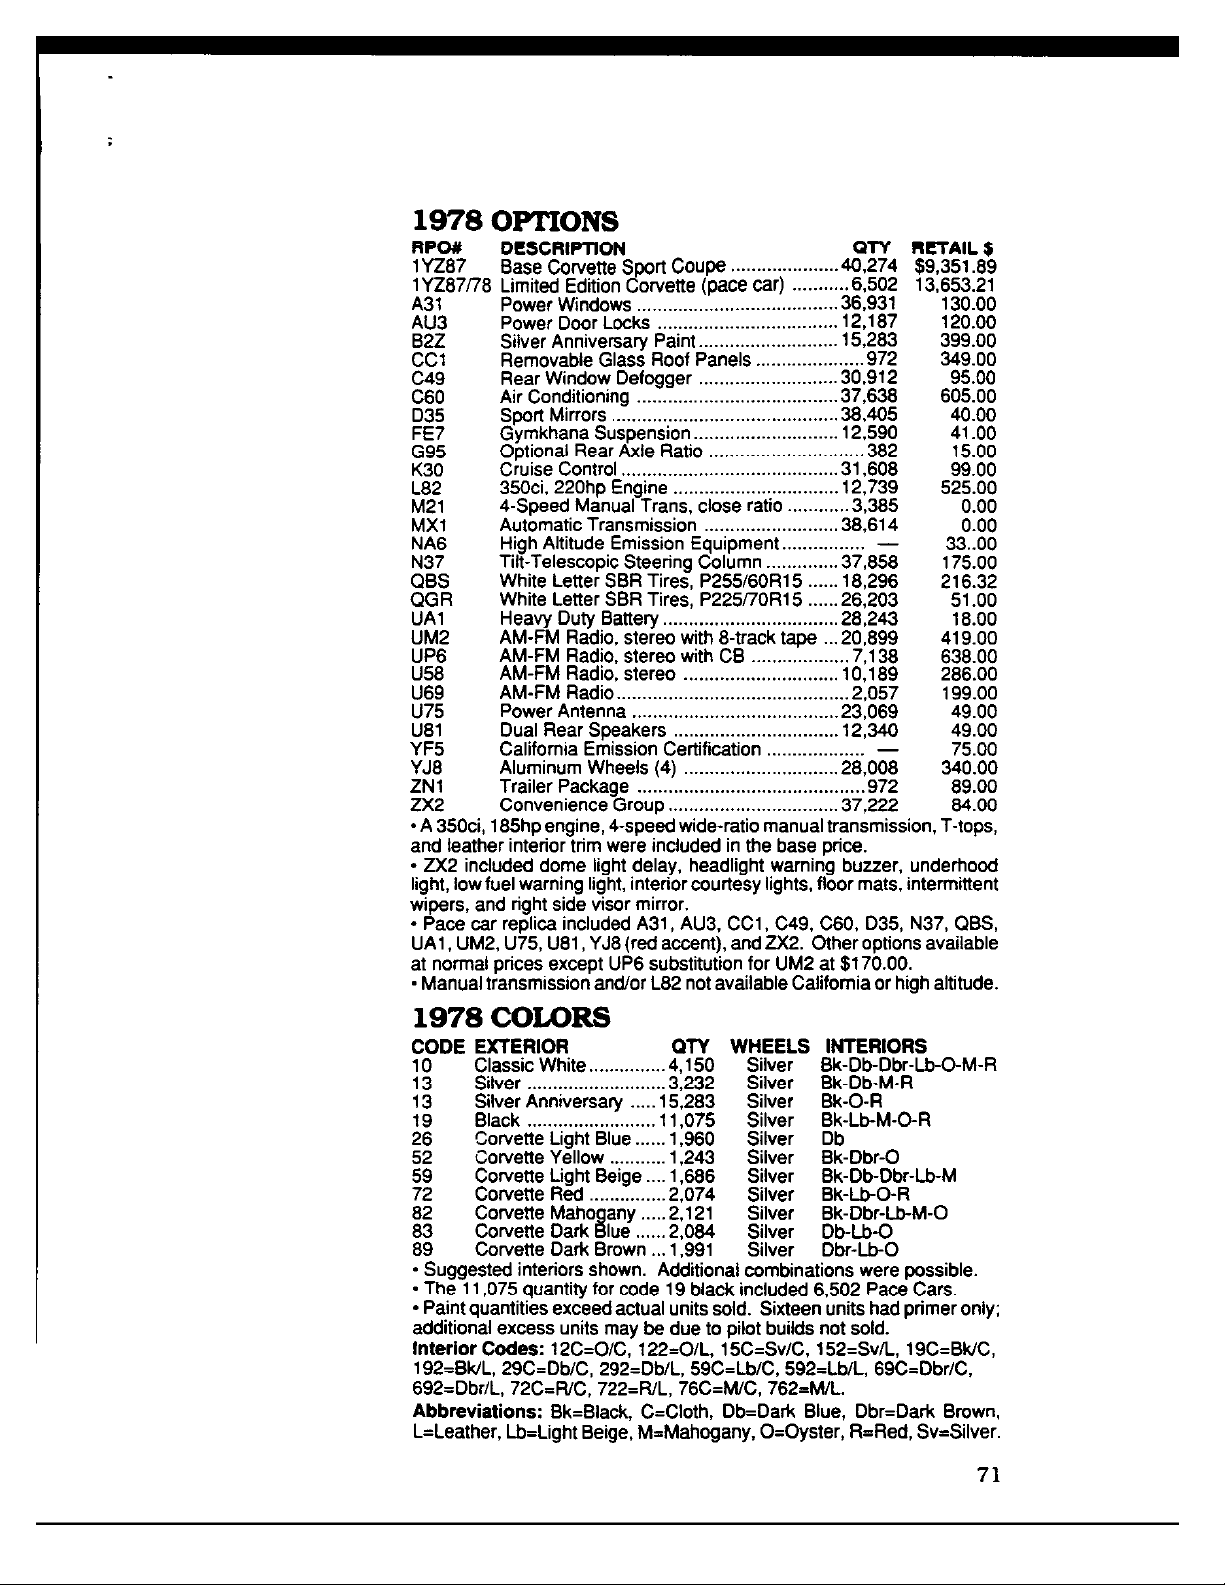 1978 OPTIONS
RPO# DESCRIPTION QTY RETAIL $
1YZ87 Base Corvette Sport Coupe ..................... 40,274 $9,351.89
1YZ87/78 Limited Edition Corvette (pace car) ........... 6,502 13,653.21
A31 Power Windows ....................................... 36,931 130.00
AU3 Power Door Locks ................................... 12,187 120.00
B2Z Silver Anniversary Paint ........................... 15,283 399.00
CC1 Removable Glass Roof Panels ..................... 972 349.00
C49 Rear Window Defogger ........................... 30,912 95.00
C60 Air Conditioning ....................................... 37,638 605.00
D35 Sport Mirrors ............................................ 38,405 40.00
FE7 Gymkhana Suspension ............................ 12,590 41.00
G95 Optional Rear Axle Ratio .............................. 382 15.00
K30 Cruise Control .......................................... 31,608 99.00
L82 350ci, 220hp Engine ................................ 12,739 525.00
M21 4-Speed Manual Trans, close ratio ............ 3,385 0.00
MX1 Automatic Transmission .......................... 38,614 0.00
NA6 High Altitude Emission Equipment ................ — 33..00
N37 Tilt-Telescopic Steering Column .............. 37,858 175.00
QBS White Letter SBR Tires, P255/60R15 ...... 18,296 216.32
QGR White Letter SBR Tires, P225/70R15 ...... 26,203 51.00
UA1 Heavy Duty Battery .................................. 28,243 18.00
UM2 AM-FM Radio, stereo with 8-track tape ... 20,899 419.00
UP6 AM-FM Radio, stereo with CB ................... 7,138 638.00
U58 AM-FM Radio, stereo .............................. 10,189 286.00
U69 AM-FM Radio ............................................. 2,057 199.00
U75 Power Antenna ........................................ 23,069 49.00
U81 Dual Rear Speakers ................................ 12,340 49.00
YF5 California Emission Certification ................... — 75.00
YJ8 Aluminum Wheels (4) .............................. 28,008 340.00
ZN1 Trailer Package ............................................ 972 89.00
ZX2 Convenience Group ................................. 37,222 84.00
• A 350ci, 185hp engine, 4-speed wide-ratio manual transmission, T-tops,
and leather interior trim were included in the base price.
• ZX2 included dome light delay, headlight warning buzzer, underhood
light, low fuel warning light, interior courtesy lights, floor mats, intermittent
wipers, and right side visor mirror.
• Pace car replica included A31, AU3, CC1, C49, C60, D35, N37, QBS,
UA1, UM2, U75, U81, YJ8 (red accent), and ZX2. Other options available
at normal prices except UP6 substitution for UM2 at $170.00.
• Manual transmission and/or L82 not available California or high altitude.
1978 COLORS
CODE EXTERIOR QTY WHEELS INTERIORS
10 Classic White ............... 4,150 Silver Bk-Db-Dbr-Lb-O-M-R
13 Silver ........................... 3,232 Silver Bk-Db-M-R
13 Silver Anniversary ..... 15,283 Silver Bk-O-R
19 Black ......................... 11,075 Silver Bk-Lb-M-O-R
26 Corvette Light Blue ...... 1,960 Silver Db
52 Corvette Yellow ........... 1,243 Silver Bk-Dbr-O
59 Corvette Light Beige .... 1,686 Silver Bk-Db-Dbr-Lb-M
72 Corvette Red ............... 2,074 Silver Bk-Lb-O-R
82 Corvette Mahogany ..... 2,121 Silver Bk-Dbr-Lb-M-O
83 Corvette Dark Blue ...... 2,084 Silver Db-Lb-O
89 Corvette Dark Brown ... 1,991 Silver Dbr-Lb-O
• Suggested interiors shown. Additional combinations were possible.
• The 11,075 quantity for code 19 black included 6,502 Pace Cars.
• Paint quantities exceed actual units sold. Sixteen units had primer only;
additional excess units may be due to pilot builds not sold.
Interior Codes: 12C=O/C, 122=O/L, 15C=Sv/C, 152=Sv/L, 19C=Bk/C,
192=Bk/L, 29C=Db/C, 292=Db/L, 59C=Lb/C, 592=Lb/L, 69C=Dbr/C,
692=Dbr/L, 72C=R/C, 722=R/L, 76C=M/C, 762=M/L.
Abbreviations: Bk=Black, C=Cloth, Db=Dark Blue, Dbr=Dark Brown,
L=Leather, Lb=Light Beige, M=Mahogany, O=Oyster, R=Red, Sv=Silver.
71